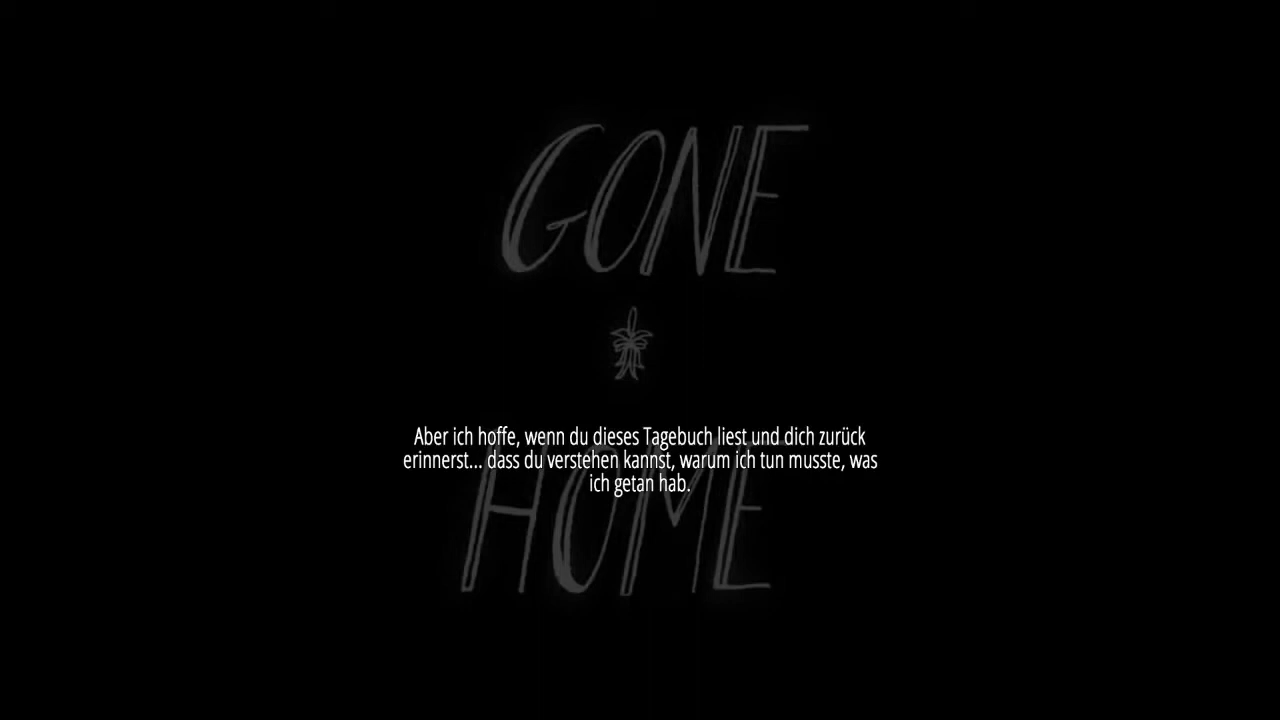 GONE
Aber ich hoffe, wenn du dieses Tagebuch liest und dich zurück
erinnerst... dass du verstehen kannst, warum ich tun musste, was
ich getan hab.
HOME